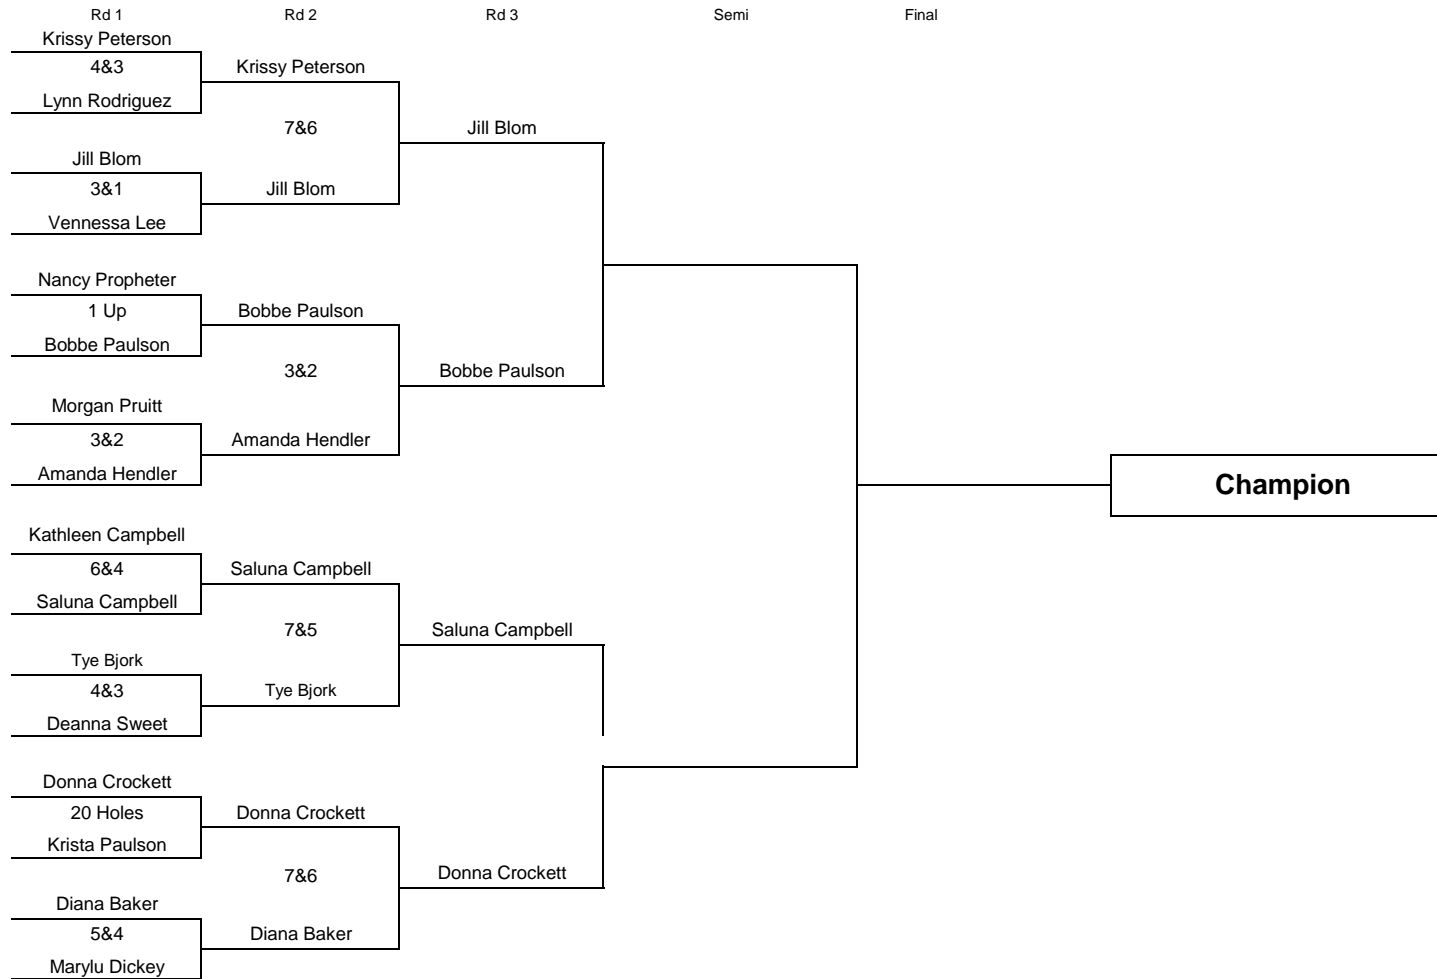 Rd 1 Rd 2 Rd 3 Semi Final
Krissy Peterson
4&3
Lynn Rodriguez
Jill Blom
3&1
Vennessa Lee
Nancy Propheter
1 Up
Bobbe Paulson
Morgan Pruitt
3&2
Amanda Hendler
Kathleen Campbell
6&4
Saluna Campbell
Tye Bjork
4&3
Deanna Sweet
Donna Crockett
20 Holes
Krista Paulson
Diana Baker
5&4
Marylu Dickey
Krissy Peterson
7&6
Jill Blom
Bobbe Paulson
3&2
Amanda Hendler
Saluna Campbell
7&5
Tye Bjork
Donna Crockett
7&6
Diana Baker
Jill Blom
Bobbe Paulson
Saluna Campbell
Donna Crockett
Champion